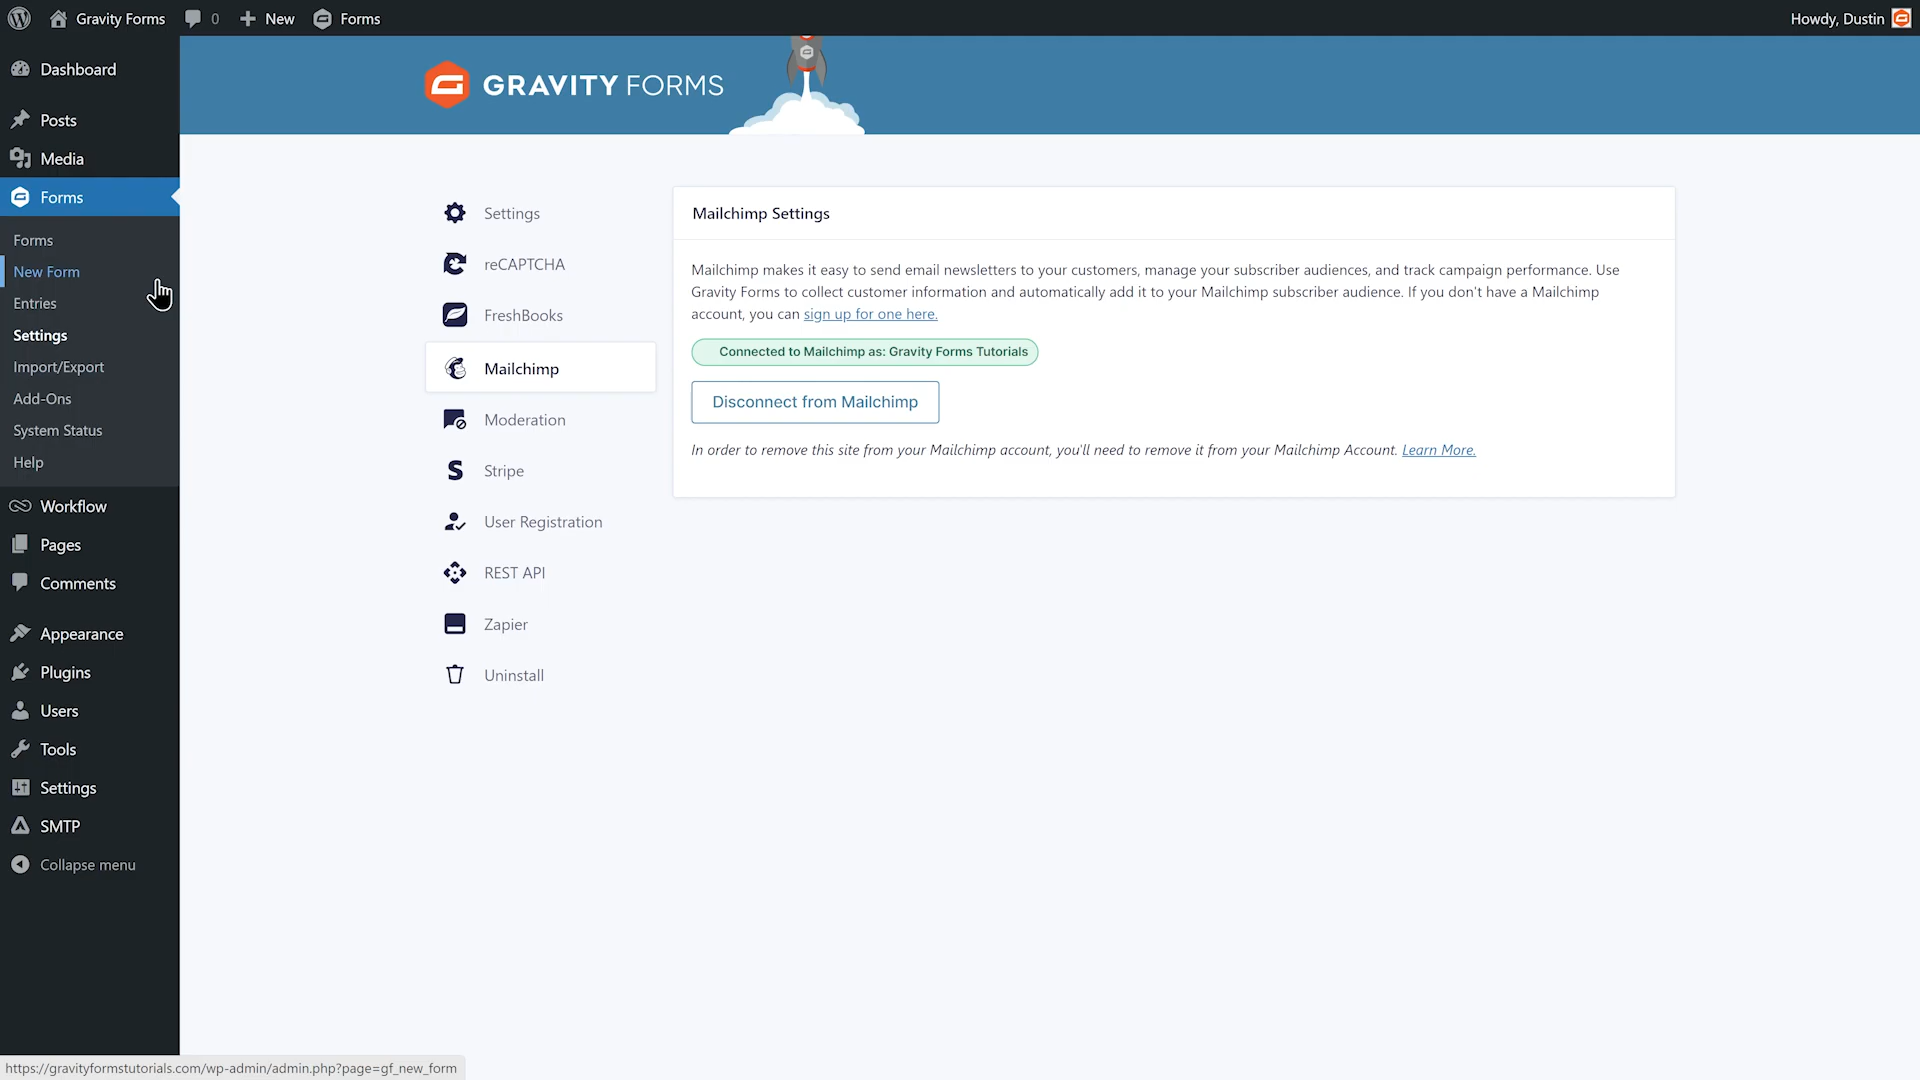 Gravity Forms
0
New
Forms
Howdy, Dustin
Dashboard
Posts
Media
Forms
Forms
New Form
Entries
Settings
Import/Export
Add-Ons
System Status
Help
Workflow
Pages
Comments
Appearance
Plugins
Users
Tools
Settings
SMTP
Collapse menu
GRAVITY FORMS
Settings
reCAPTCHA
FreshBooks
Mailchimp
Moderation
Stripe
User Registration
REST API
Zapier
Uninstall
Mailchimp Settings
Mailchimp makes it easy to send email newsletters to your customers, manage your subscriber audiences, and track campaign performance. Use
Gravity Forms to collect customer information and automatically add it to your Mailchimp subscriber audience. If you don't have a Mailchimp
account, you can sign up for one here.
Connected to Mailchimp as: Gravity Forms Tutorials
Disconnect from Mailchimp
In order to remove this site from your Mailchimp account, you'll need to remove it from your Mailchimp Account. Learn More.
https://gravityformstutorials.com/wp-admin/admin.php?page=gf_new_form